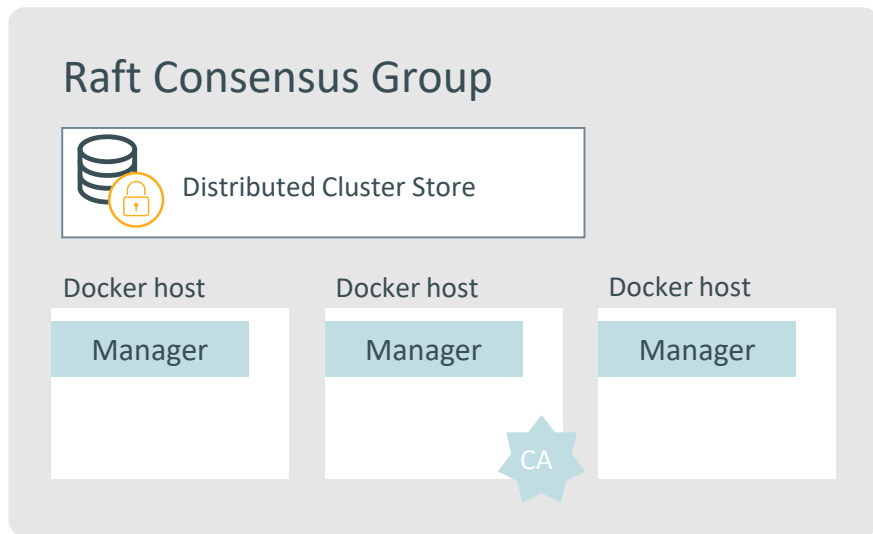 Raft Consensus Group
Distributed Cluster Store
Docker host
Docker host
Docker host
Manager
Manager
Manager
CA